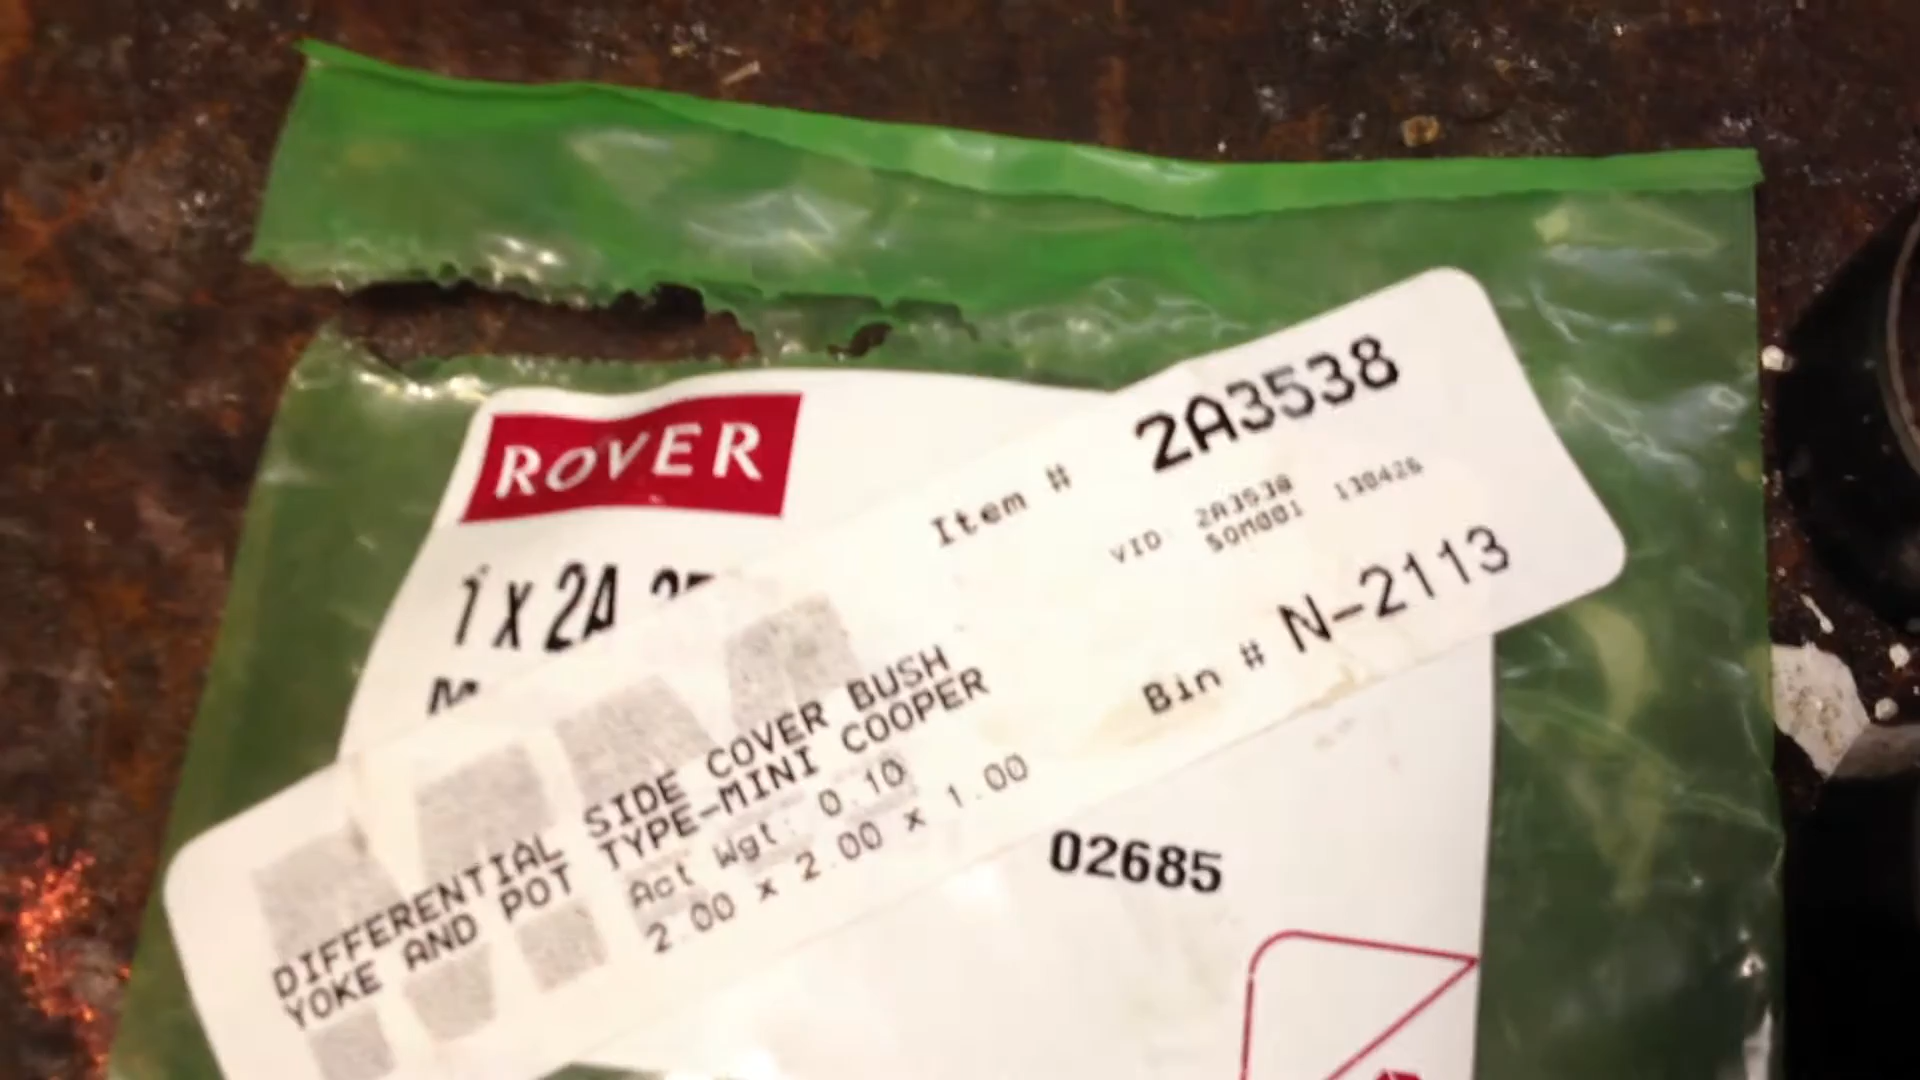 ROVER
1 X 2A
Item # 2A3538
VID: 2A3538 130426
SOM001
Bin # N-2113
DIFFERENTIAL SIDE COVER BUSH
YOKE AND POT TYPE-MINI COOPER
Act Wgt: 0.10
2.00 x 2.00 x 1.00
02685